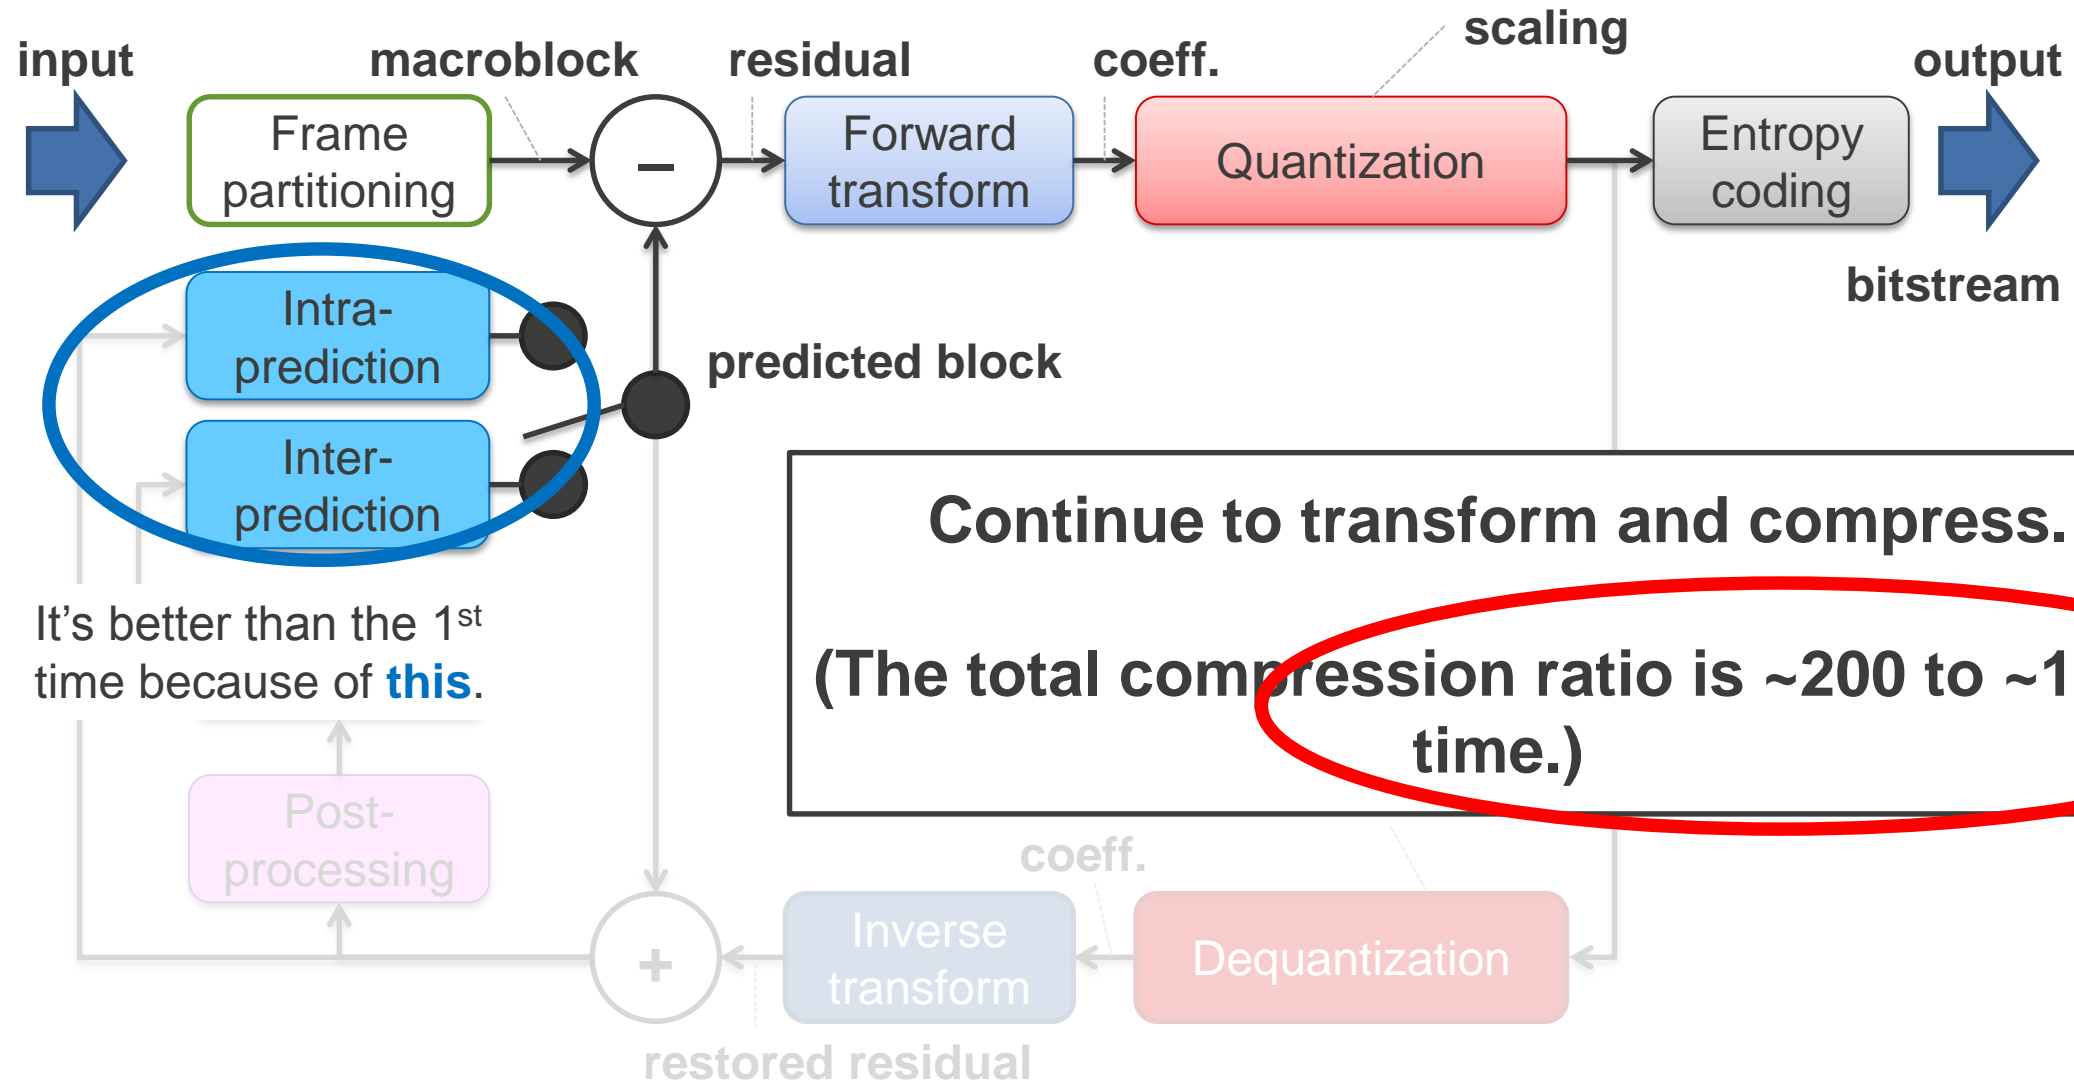 input
macroblock
residual
coeff.
scaling
output
Frame
partitioning
−
Forward
transform
Quantization
Entropy
coding
bitstream
Intra-
prediction
predicted block
Inter-
prediction
Continue to transform and compress.
It's better than the 1st
time because of this.
(The total compression ratio is ~200 to ~1
time.)
Post-
processing
coeff.
+
Inverse
transform
Dequantization
restored residual